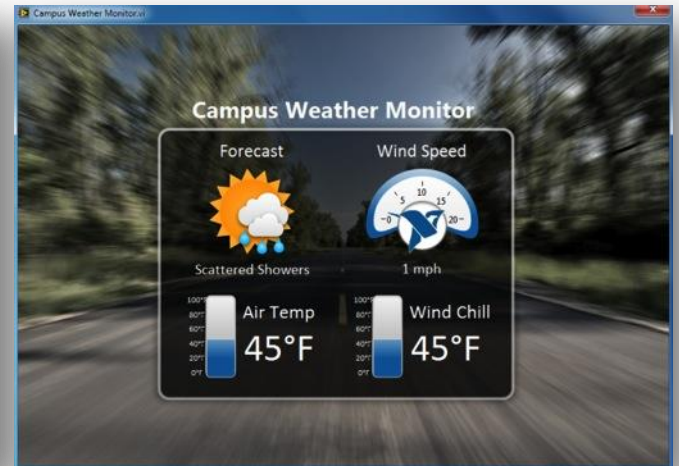 Campus Weather Monitor.vi
Campus Weather Monitor
Forecast
Wind Speed
0 5 10 15 20
Scattered Showers
1 mph
100°F
80°F
60°F
40°F
20°F
0°F
Air Temp
45°F
100°F
80°F
60°F
40°F
20°F
0°F
Wind Chill
45°F